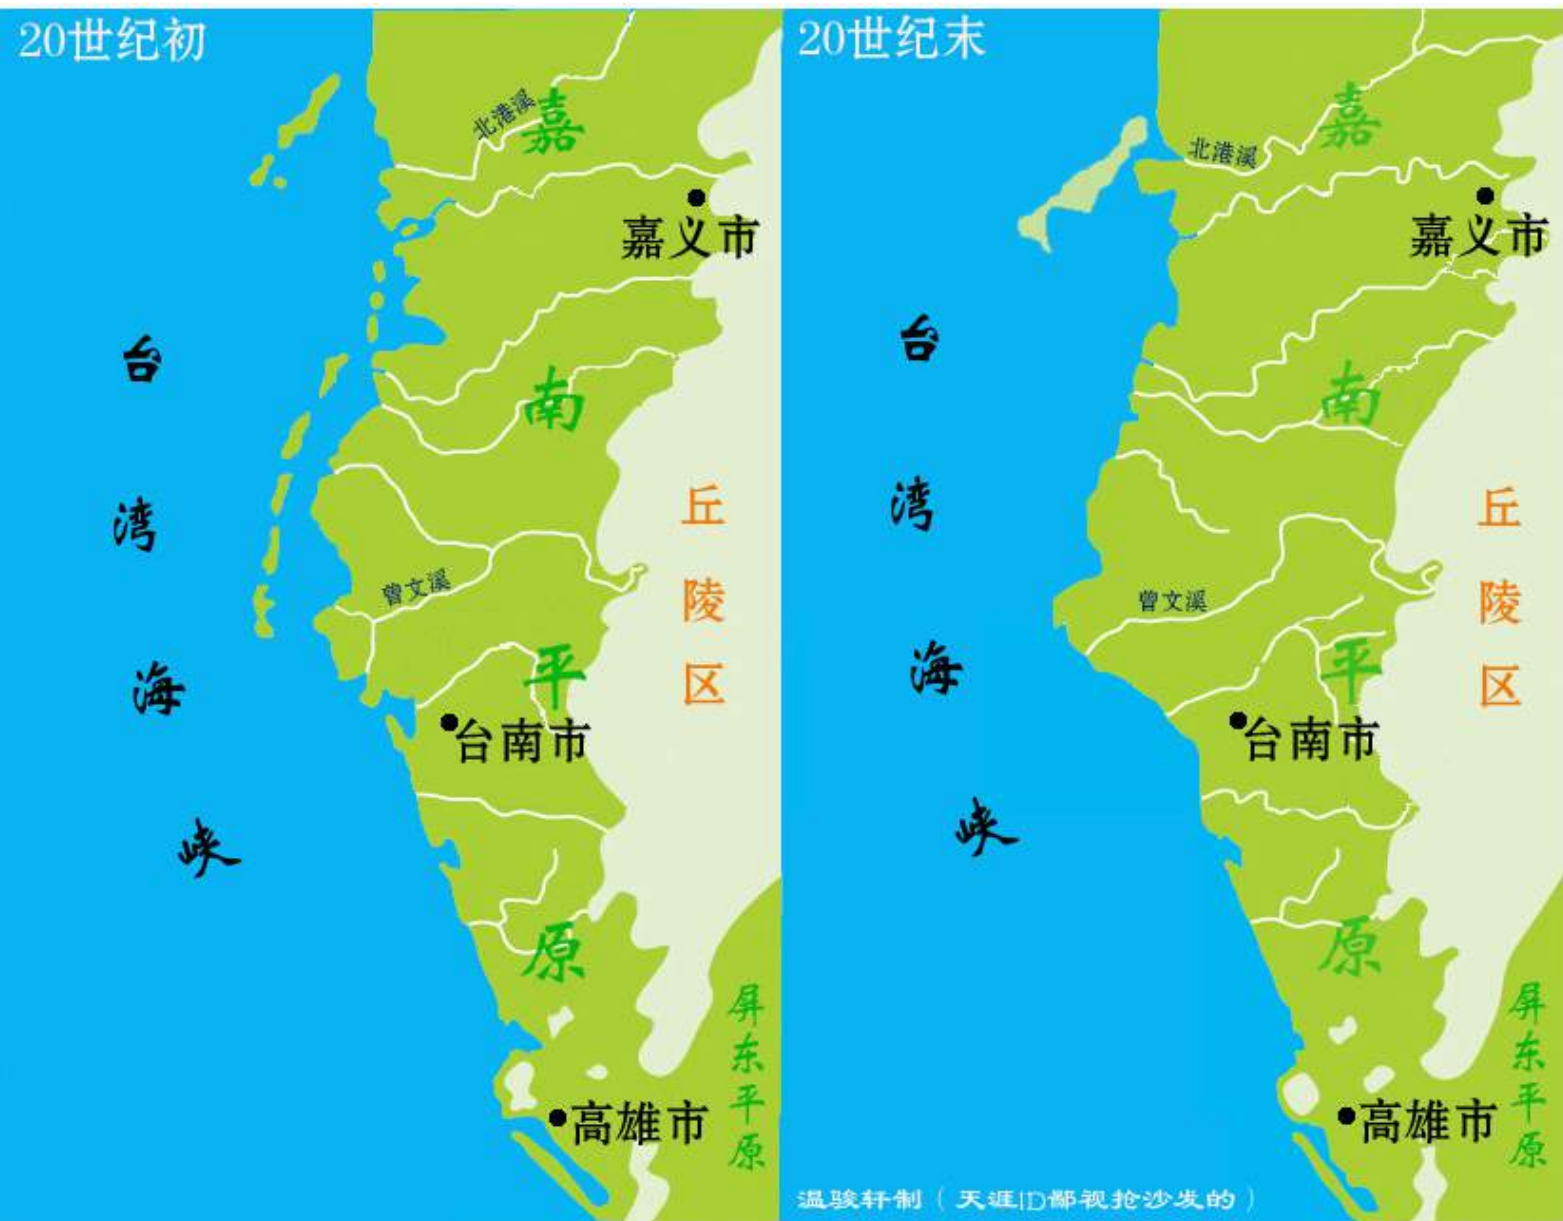 20世纪初
北港溪
嘉义市
台湾海峡
嘉南平原
曾文溪
丘陵区
台南市
高雄市
屏东平原
20世纪末
北港溪
嘉义市
台湾海峡
嘉南平原
曾文溪
丘陵区
台南市
高雄市
屏东平原
温骏轩制（天涯ID鄙视抢沙发的）